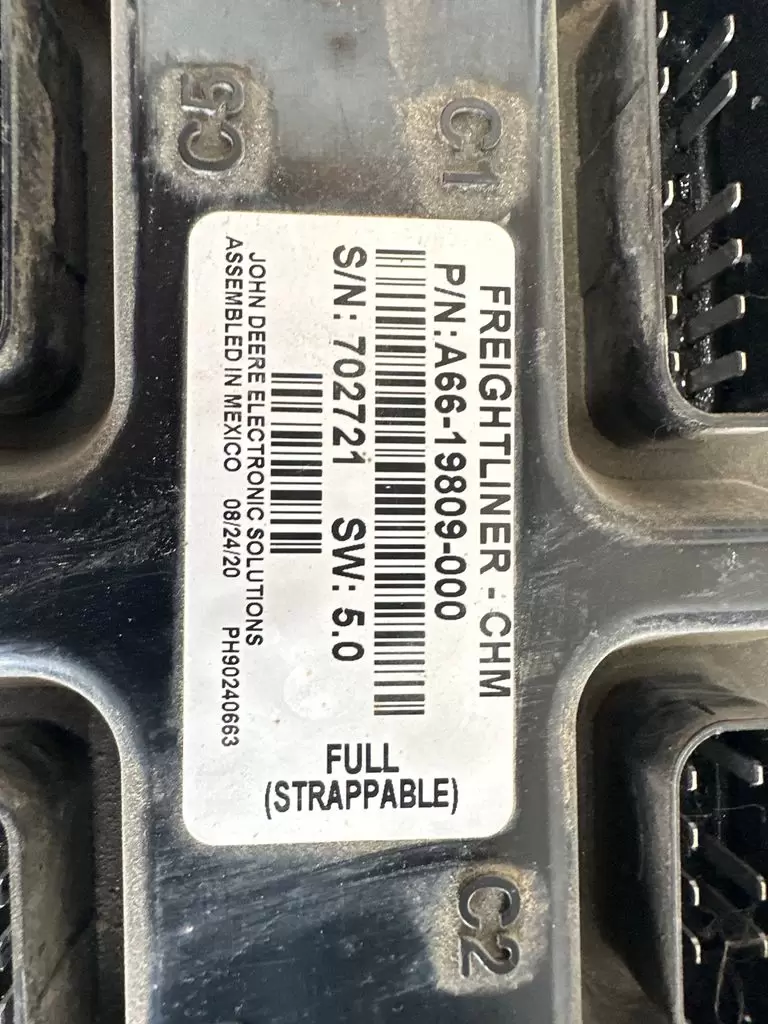 C5
C1
FREIGHTLINER - CHM
P/N: A66-19809-000
S/N: 702721 SW: 5.0
JOHN DEERE ELECTRONIC SOLUTIONS
ASSEMBLED IN MEXICO 08/24/20 PH90240663
FULL
(STRAPPABLE)
C2